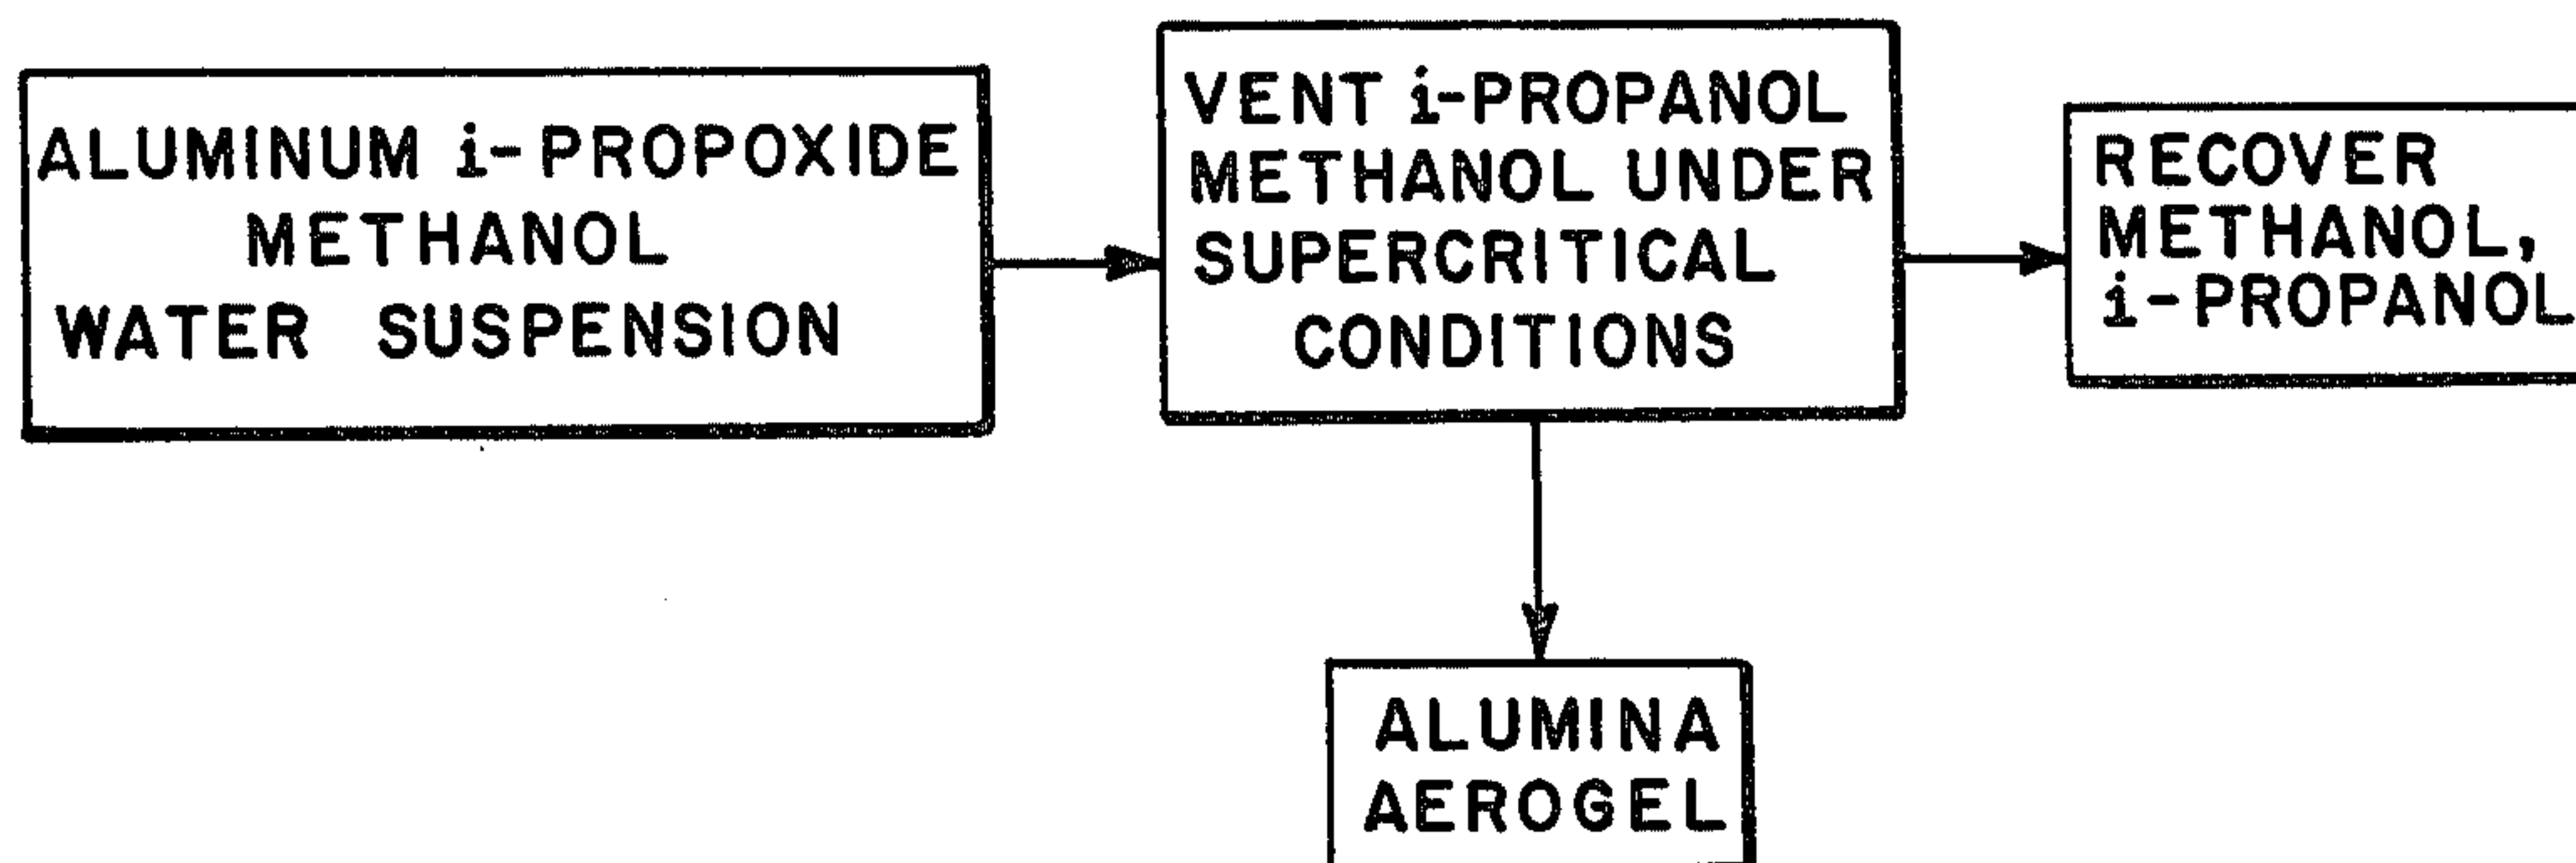 ALUMINUM i-PROPOXIDE
METHANOL
WATER SUSPENSION
VENT i-PROPANOL
METHANOL UNDER
SUPERCRITICAL
CONDITIONS
RECOVER
METHANOL,
i-PROPANOL
ALUMINA
AEROGEL